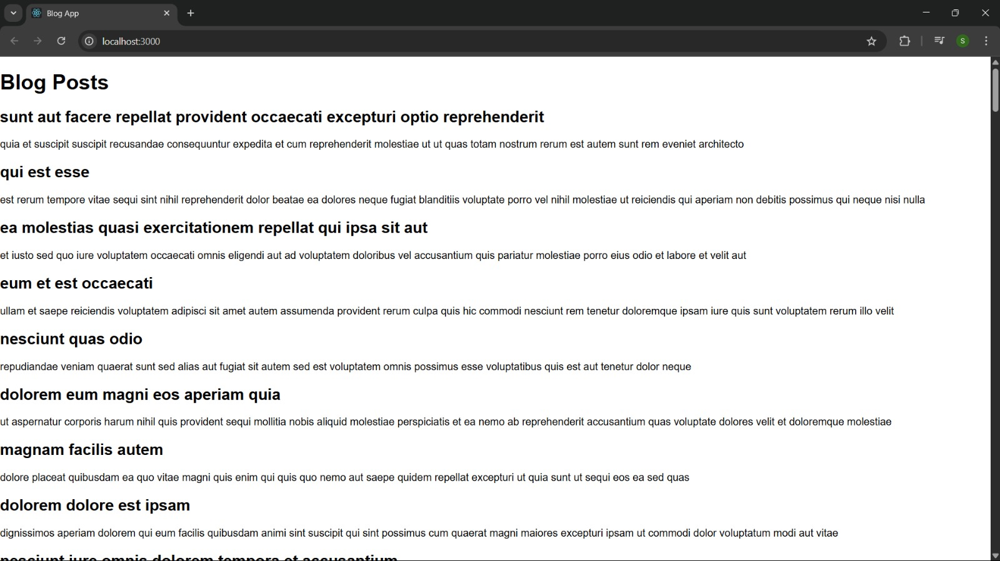 Blog App
localhost:3000
S
Blog Posts
sunt aut facere repellat provident occaecati excepturi optio reprehenderit
quia et suscipit suscipit recusandae consequuntur expedita et cum reprehenderit molestiae ut ut quas totam nostrum rerum est autem sunt rem eveniet architecto
qui est esse
est rerum tempore vitae sequi sint nihil reprehenderit dolor beatae ea dolores neque fugiat blanditiis voluptate porro vel nihil molestiae ut reiciendis qui aperiam non debitis possimus qui neque nisi nulla
ea molestias quasi exercitationem repellat qui ipsa sit aut
et iusto sed quo iure voluptatem occaecati omnis eligendi aut ad voluptatem doloribus vel accusantium quis pariatur molestiae porro eius odio et labore et velit aut
eum et est occaecati
ullam et saepe reiciendis voluptatem adipisci sit amet autem assumenda provident rerum culpa quis hic commodi nesciunt rem tenetur doloremque ipsam iure quis sunt voluptatem rerum illo velit
nesciunt quas odio
repudiandae veniam quaerat sunt sed alias aut fugiat sit autem sed est voluptatem omnis possimus esse voluptatibus quis est aut tenetur dolor neque
dolorem eum magni eos aperiam quia
ut aspernatur corporis harum nihil quis provident sequi mollitia nobis aliquid molestiae perspiciatis et ea nemo ab reprehenderit accusantium quas voluptate dolores velit et doloremque molestiae
magnam facilis autem
dolore placeat quibusdam ea quo vitae magni quis enim qui quis quo nemo aut saepe quidem repellat excepturi ut quia sunt ut sequi eos ea sed quas
dolorem dolore est ipsam
dignissimos aperiam dolorem qui eum facilis quibusdam animi sint suscipit qui sint possimus cum quaerat magni maiores excepturi ipsam ut commodi dolor voluptatum modi aut vitae
nesciunt iure omnis dolorem tempora et accusantium